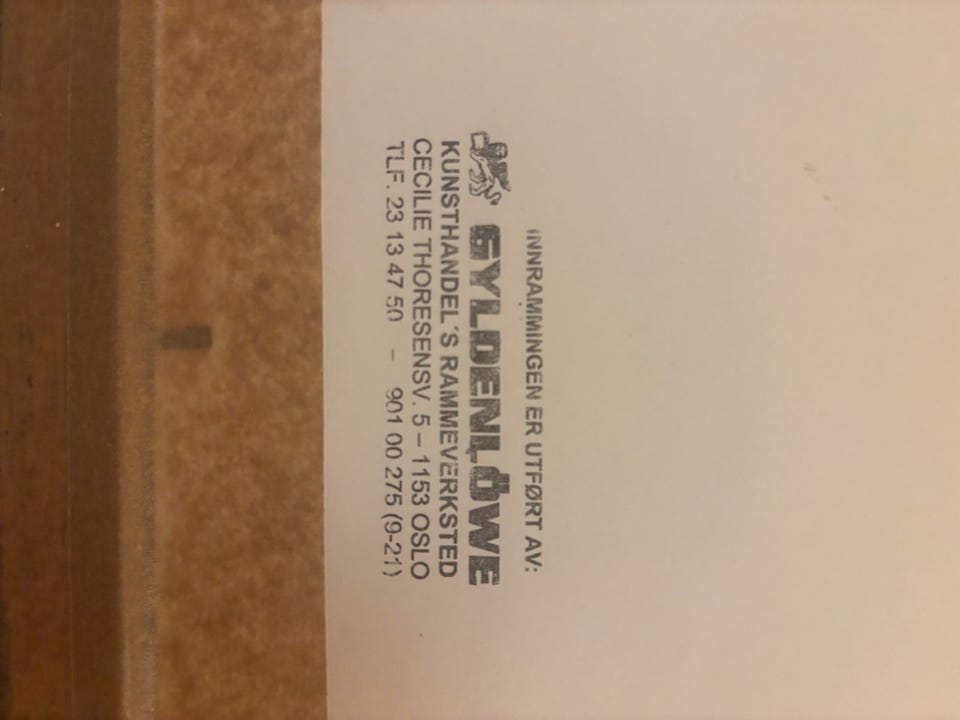 INNRAMMINGEN ER UTFØRT AV:
GYLDENLÖWE
KUNSTHANDEL´S RAMMEVERKSTED
CECILIE THORESENSV. 5 – 1153 OSLO
TLF. 23 13 47 50 – 901 00 275 (9-21)